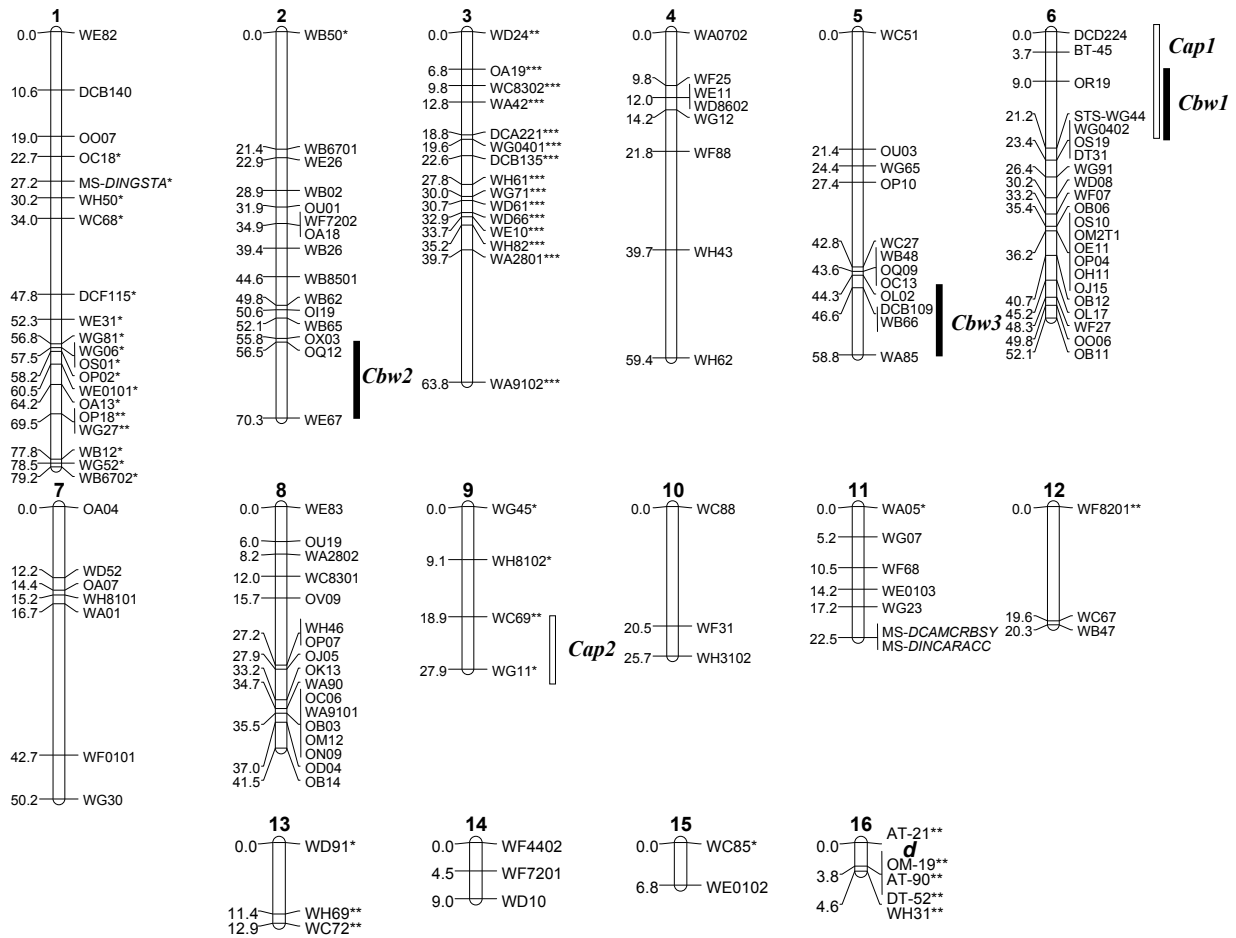 1
0.0 WE82
10.6 DCB140
19.0 OO07
22.7 OC18*
27.2 MS-DINGSTA*
30.2 WH50*
34.0 WC68*
47.8 DCF115*
52.3 WE31*
56.8 WG81*
57.5 WG06*
OS01*
58.2 OP02*
60.5 WE0101*
64.2 OA13*
69.5 OP18**
WG27**
77.8 WB12*
78.5 WG52*
79.2 WB6702*
2
0.0 WB50*
21.4 WB6701
22.9 WE26
28.9 WB02
31.9 OU01
34.9 WF7202
OA18
39.4 WB26
44.6 WB8501
49.8 WB62
50.6 OI19
52.1 WB65
55.8 OX03
56.5 OQ12
70.3 WE67
Cbw2
3
0.0 WD24**
6.8 OA19***
9.8 WC8302***
12.8 WA42***
18.8 DCA221***
19.6 WG0401***
22.6 DCB135***
27.8 WH61***
30.0 WG71***
30.7 WD61***
32.9 WD66***
33.7 WE10***
35.2 WH82***
39.7 WA2801***
63.8 WA9102***
4
0.0 WA0702
9.8 WF25
12.0 WE11
WD8602
14.2 WG12
21.8 WF88
39.7 WH43
59.4 WH62
5
0.0 WC51
21.4 OU03
24.4 WG65
27.4 OP10
42.8 WC27
43.6 WB48
OQ09
OC13
44.3 OL02
46.6 DCB109
WB66
58.8 WA85
Cbw3
6
0.0 DCD224
3.7 BT-45
9.0 OR19
21.2 STS-WG44
WG0402
23.4 OS19
DT31
26.4 WG91
30.2 WD08
33.2 WF07
35.4 OB06
OS10
OM2T1
36.2 OE11
OP04
OH11
OJ15
40.7 OB12
45.2 OL17
48.3 WF27
49.8 OO06
52.1 OB11
Cap1
Cbw1
7
0.0 OA04
12.2 WD52
14.4 OA07
15.2 WH8101
16.7 WA01
42.7 WF0101
50.2 WG30
8
0.0 WE83
6.0 OU19
8.2 WA2802
12.0 WC8301
15.7 OV09
27.2 WH46
OP07
27.9 OJ05
33.2 OK13
34.7 WA90
35.5 OC06
WA9101
OB03
OM12
ON09
37.0 OD04
41.5 OB14
9
0.0 WG45*
9.1 WH8102*
18.9 WC69**
27.9 WG11*
Cap2
10
0.0 WC88
20.5 WF31
25.7 WH3102
11
0.0 WA05*
5.2 WG07
10.5 WF68
14.2 WE0103
17.2 WG23
22.5 MS-DCAMCRBSY
MS-DINCARACC
12
0.0 WF8201**
19.6 WC67
20.3 WB47
13
0.0 WD91*
11.4 WH69**
12.9 WC72**
14
0.0 WF4402
4.5 WF7201
9.0 WD10
15
0.0 WC85*
6.8 WE0102
16
0.0 AT-21**
d
3.8 OM-19**
AT-90**
DT-52**
4.6 WH31**